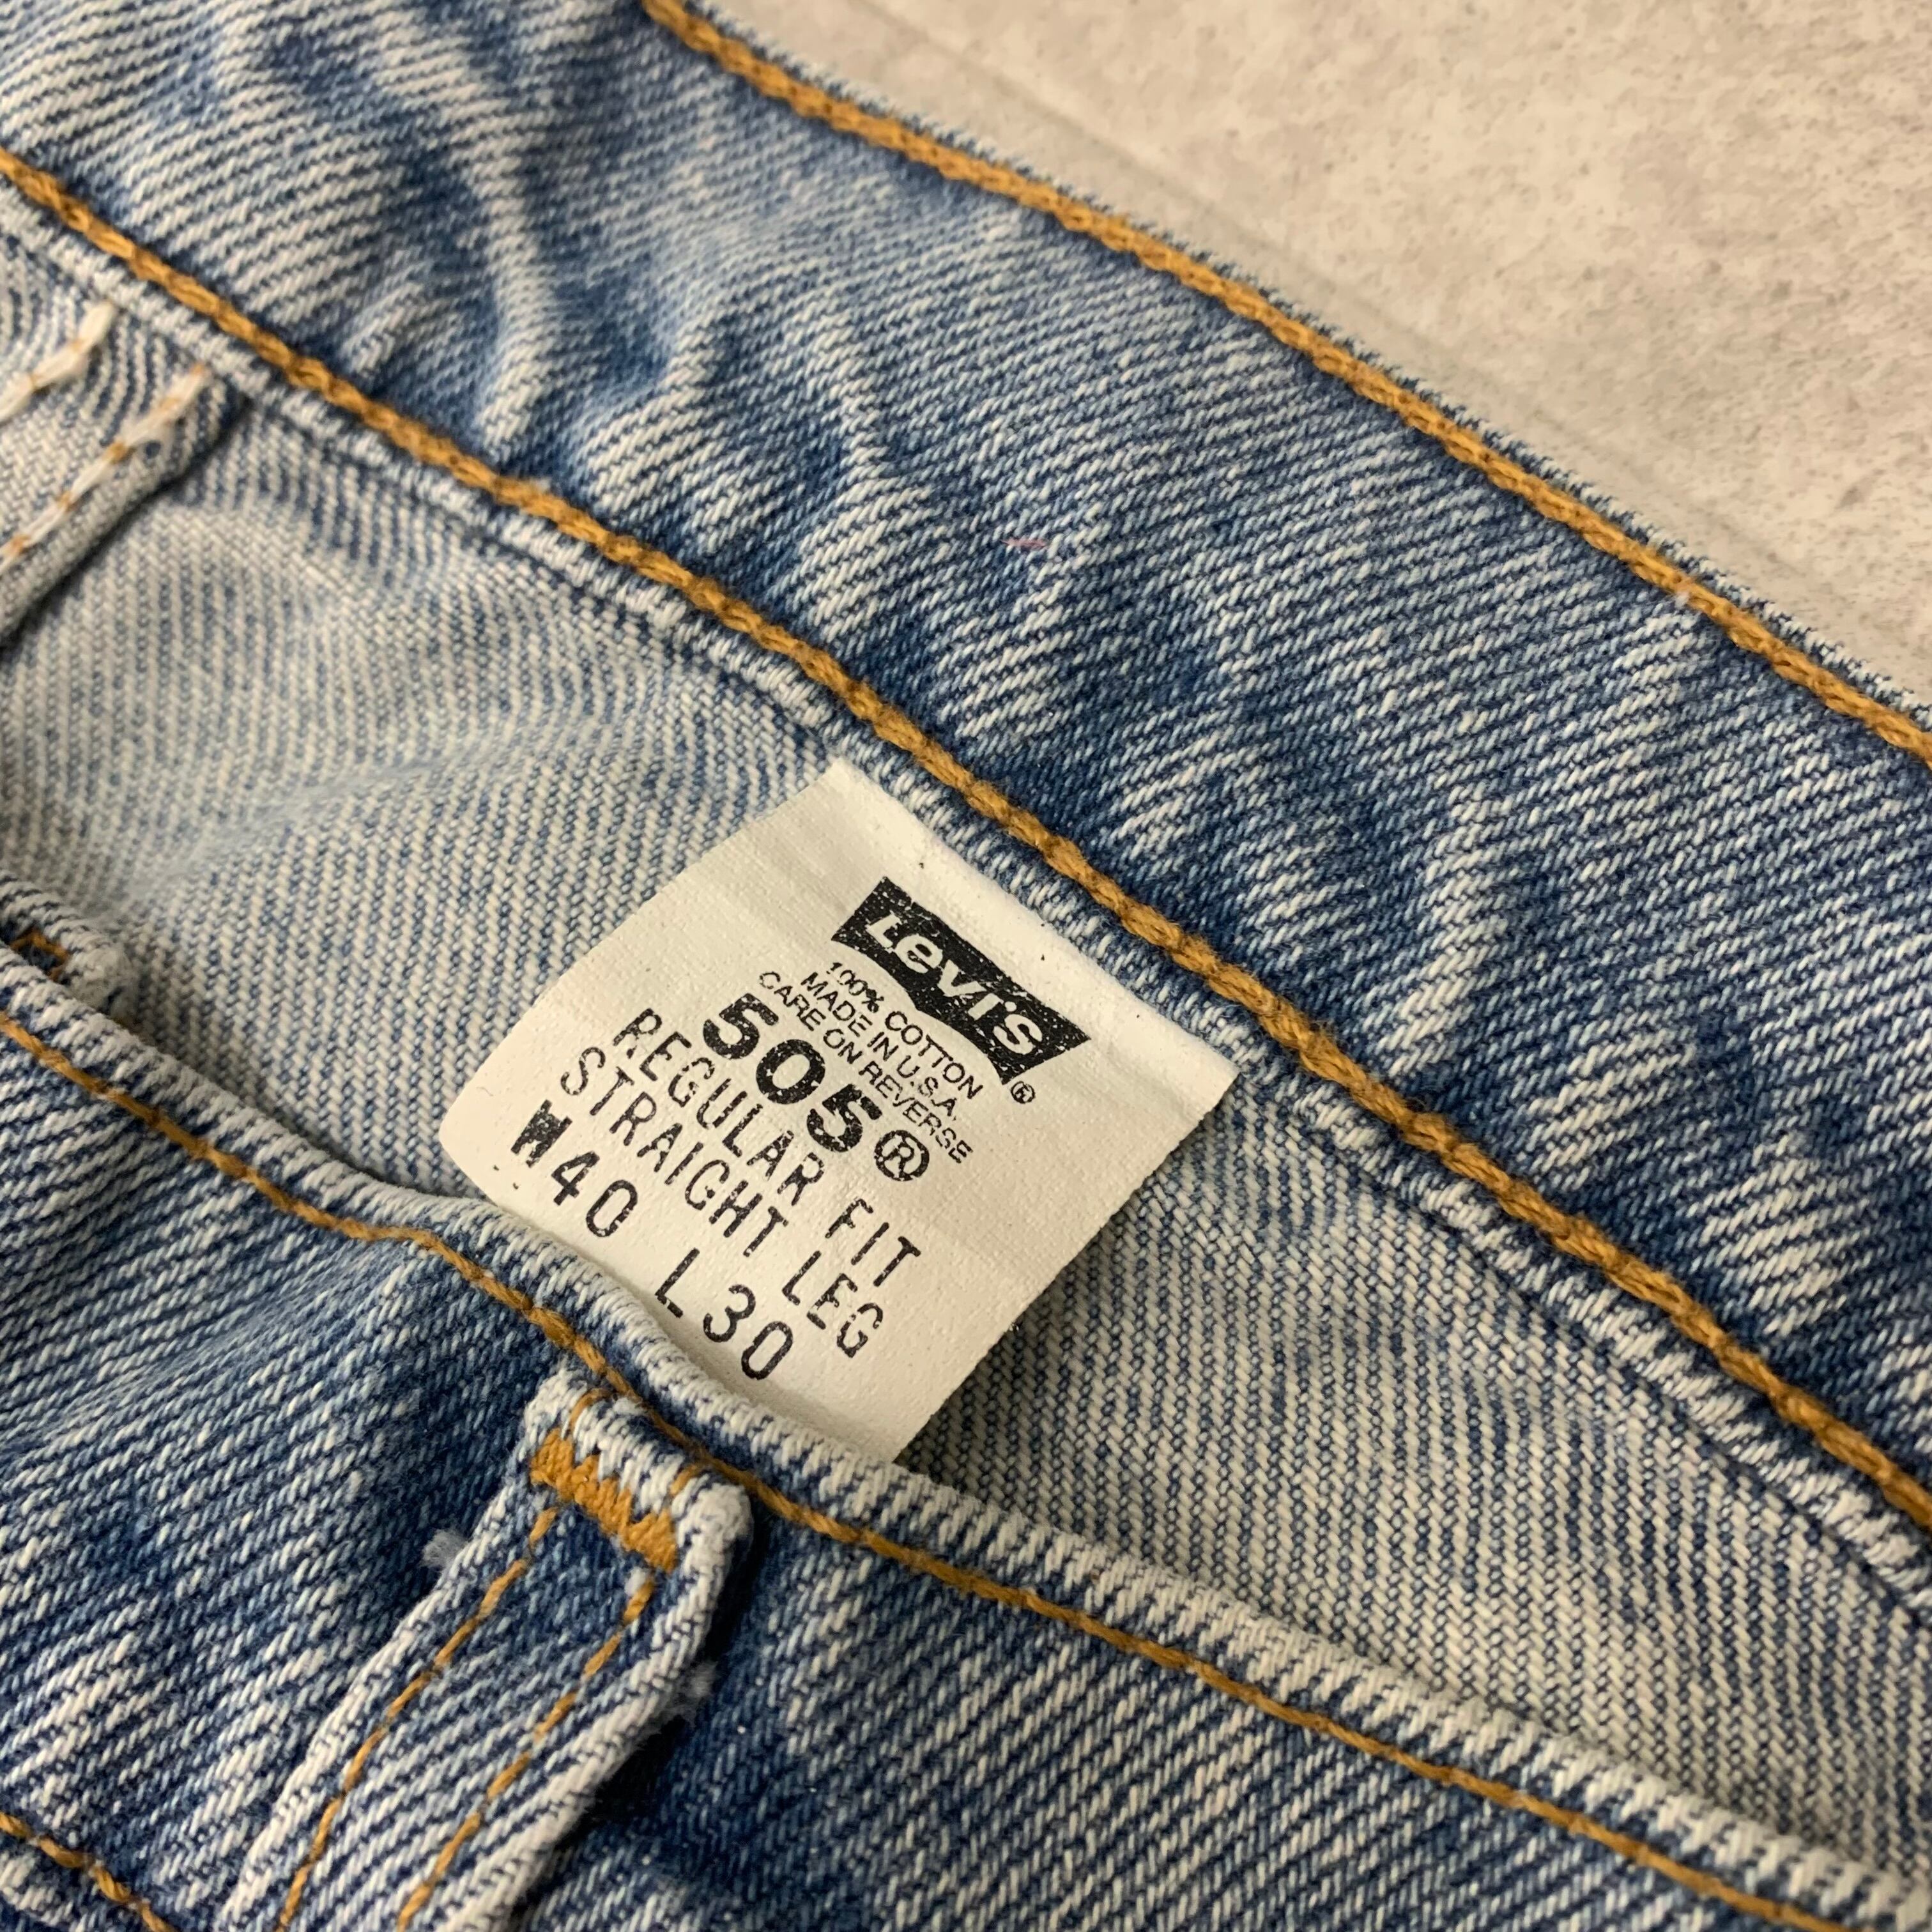 Levi's ®
100% COTTON
MADE IN U.S.A.
CARE ON REVERSE
505®
REGULAR FIT
STRAIGHT LEG
W40 L30